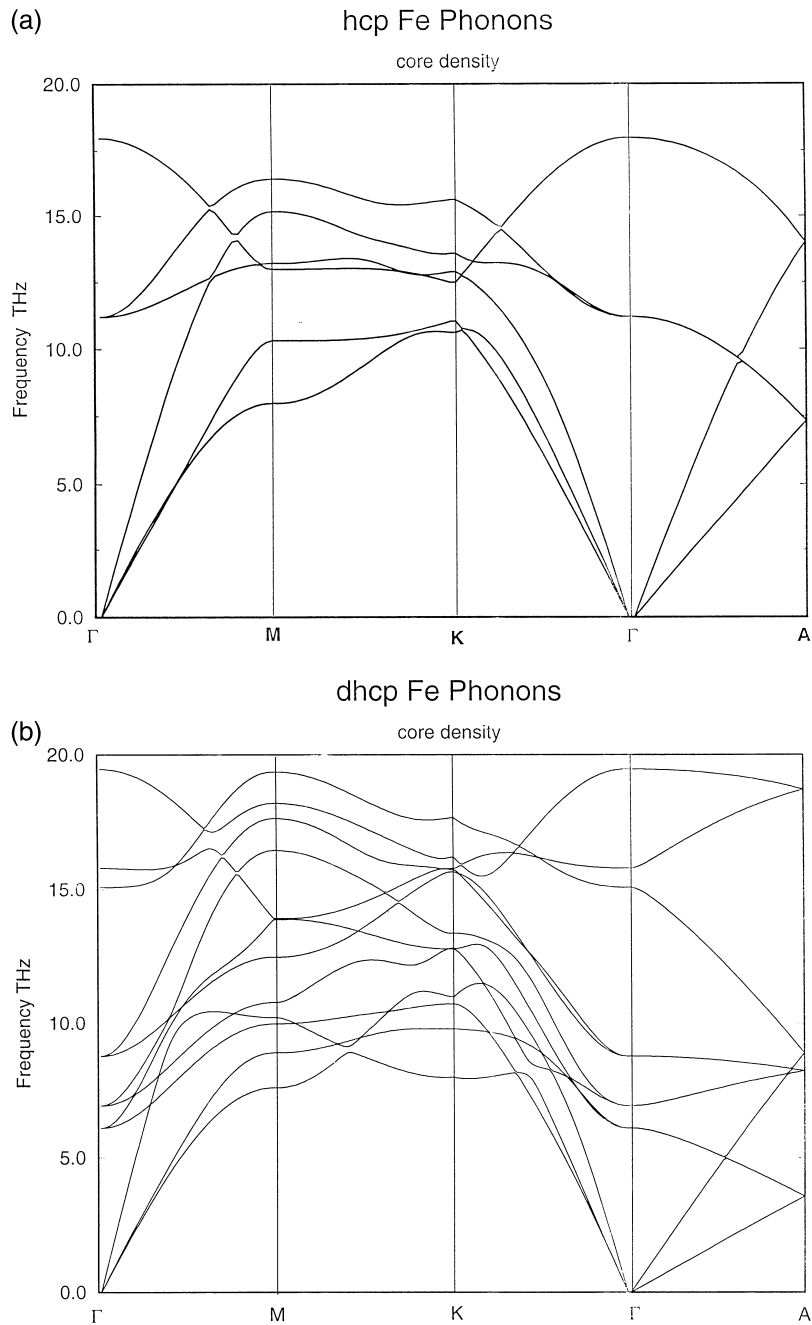 (a)
hcp Fe Phonons
core density
20.0
15.0
10.0
5.0
0.0
Frequency THz
Γ M K Γ A
(b)
dhcp Fe Phonons
core density
20.0
15.0
10.0
5.0
0.0
Frequency THz
Γ M K Γ A